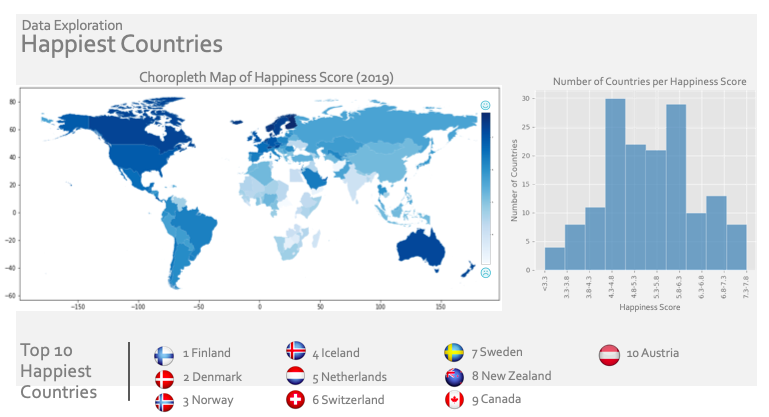 Data Exploration
Happiest Countries
Choropleth Map of Happiness Score (2019)
80
60
40
20
0
−20
−40
−60
−150
−100
−50
0
50
100
150
Number of Countries per Happiness Score
Number of Countries
30
25
20
15
10
5
0
<3.3
3.3-3.8
3.8-4.3
4.3-4.8
4.8-5.3
5.3-5.8
5.8-6.3
6.3-6.8
6.8-7.3
7.3-7.8
Happiness Score
Top 10
Happiest
Countries
1 Finland
2 Denmark
3 Norway
4 Iceland
5 Netherlands
6 Switzerland
7 Sweden
8 New Zealand
9 Canada
10 Austria